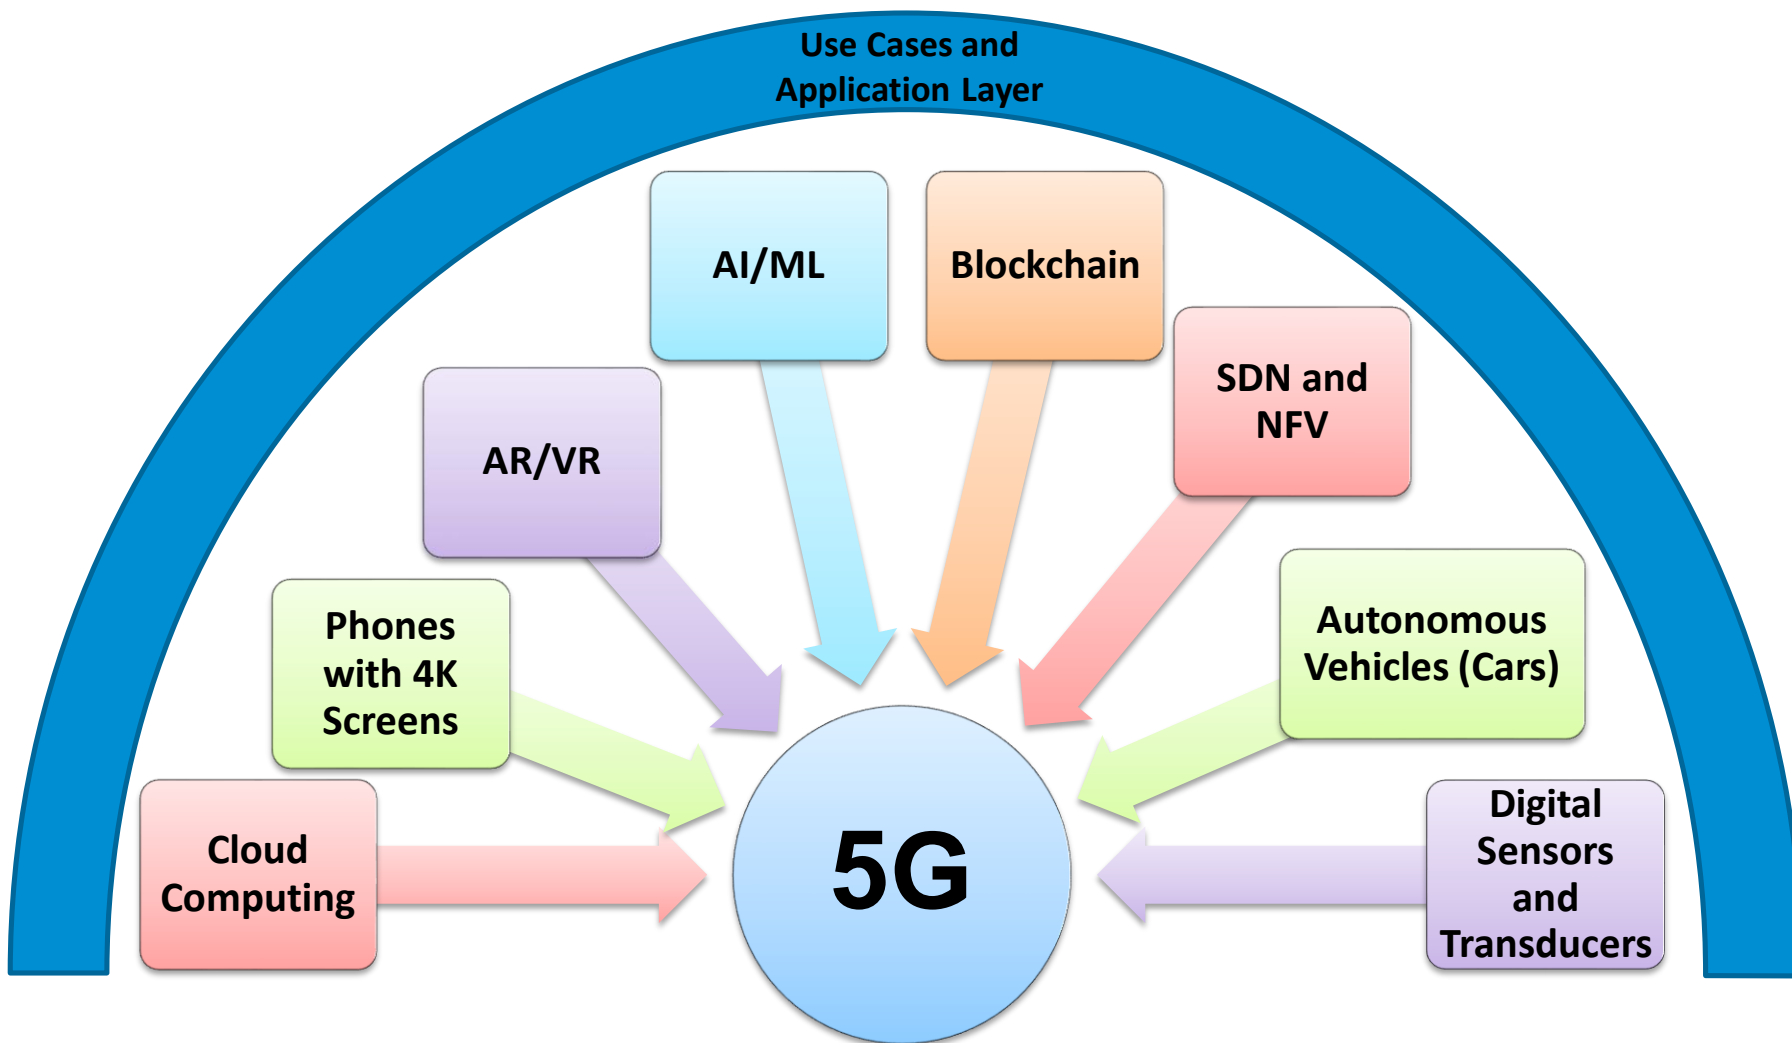 Use Cases and
Application Layer
AI/ML
Blockchain
SDN and
NFV
AR/VR
Phones
with 4K
Screens
Autonomous
Vehicles (Cars)
Cloud
Computing
5G
Digital
Sensors
and
Transducers